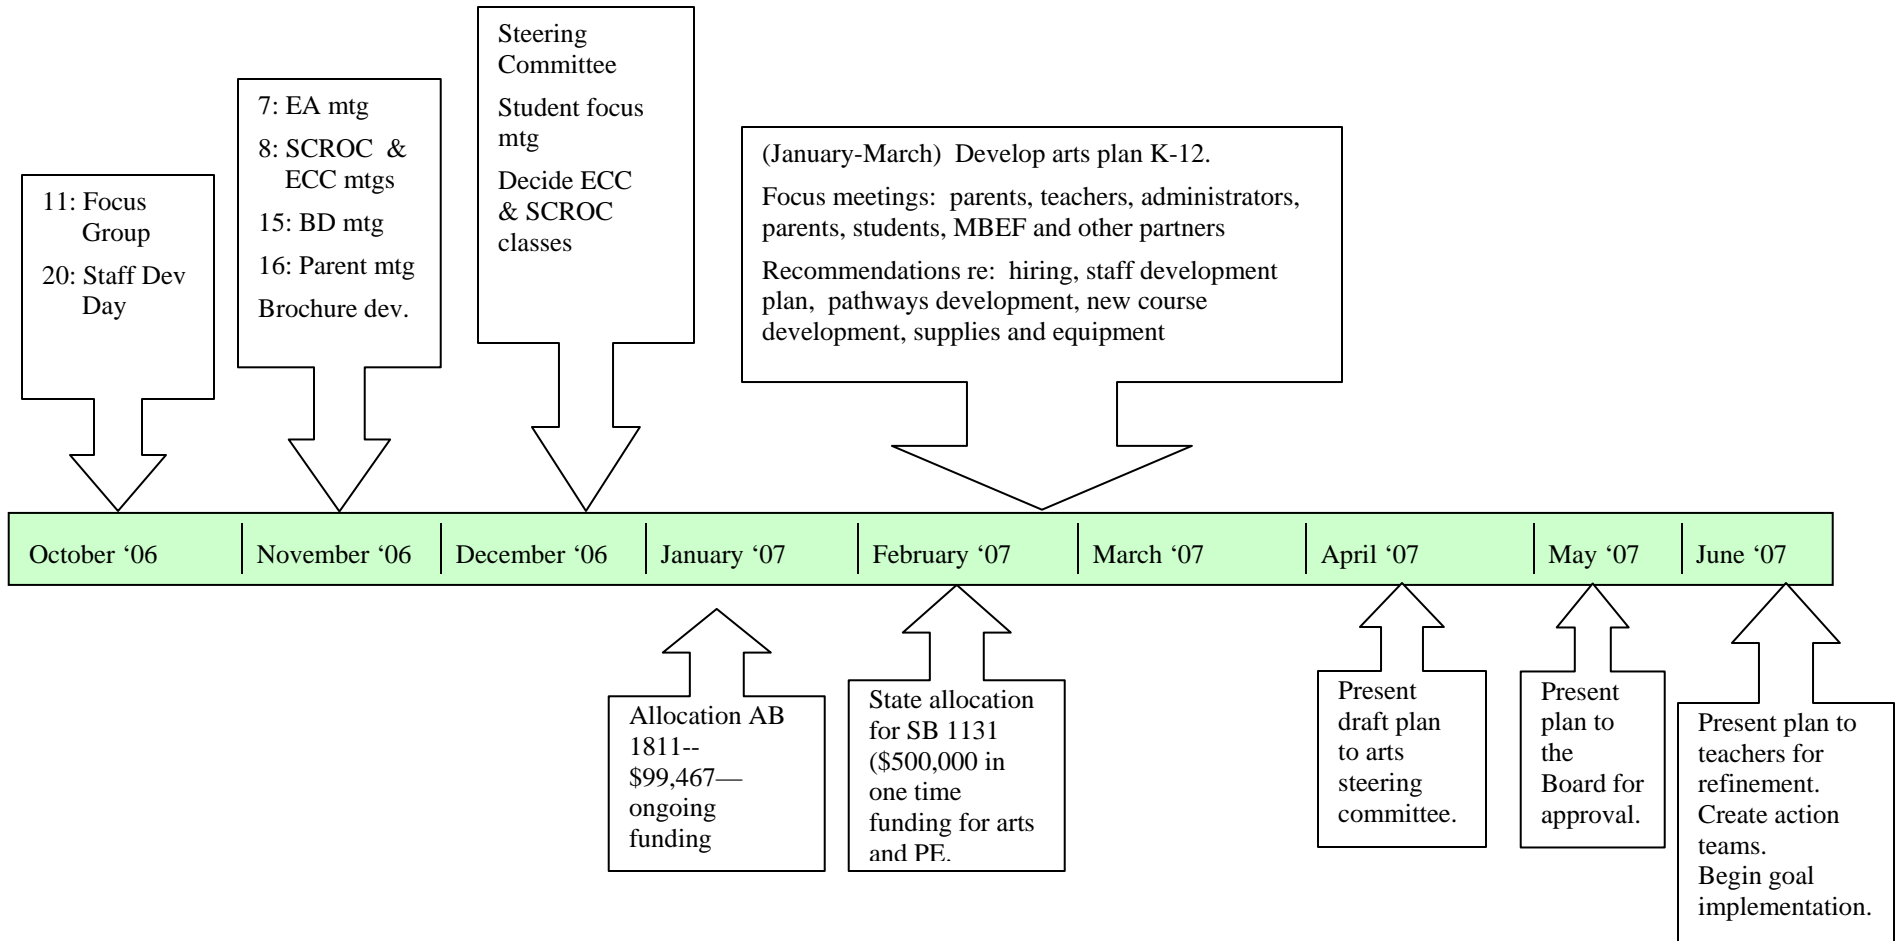 11: Focus
Group
20: Staff Dev
Day
7: EA mtg
8: SCROC  &
ECC mtgs
15: BD mtg
16: Parent mtg
Brochure dev.
Steering
Committee
Student focus
mtg
Decide ECC
& SCROC
classes
(January-March)  Develop arts plan K-12.
Focus meetings:  parents, teachers, administrators,
parents, students, MBEF and other partners
Recommendations re:  hiring, staff development
plan,  pathways development, new course
development, supplies and equipment
October ‘06
November ‘06
December ‘06
January ‘07
February ‘07
March ‘07
April ‘07
May ‘07
June ‘07
Allocation AB
1811--
$99,467—
ongoing
funding
State allocation
for SB 1131
($500,000 in
one time
funding for arts
and PE.
Present
draft plan
to arts
steering
committee.
Present
plan to
the
Board for
approval.
Present plan to
teachers for
refinement.
Create action
teams.
Begin goal
implementation.